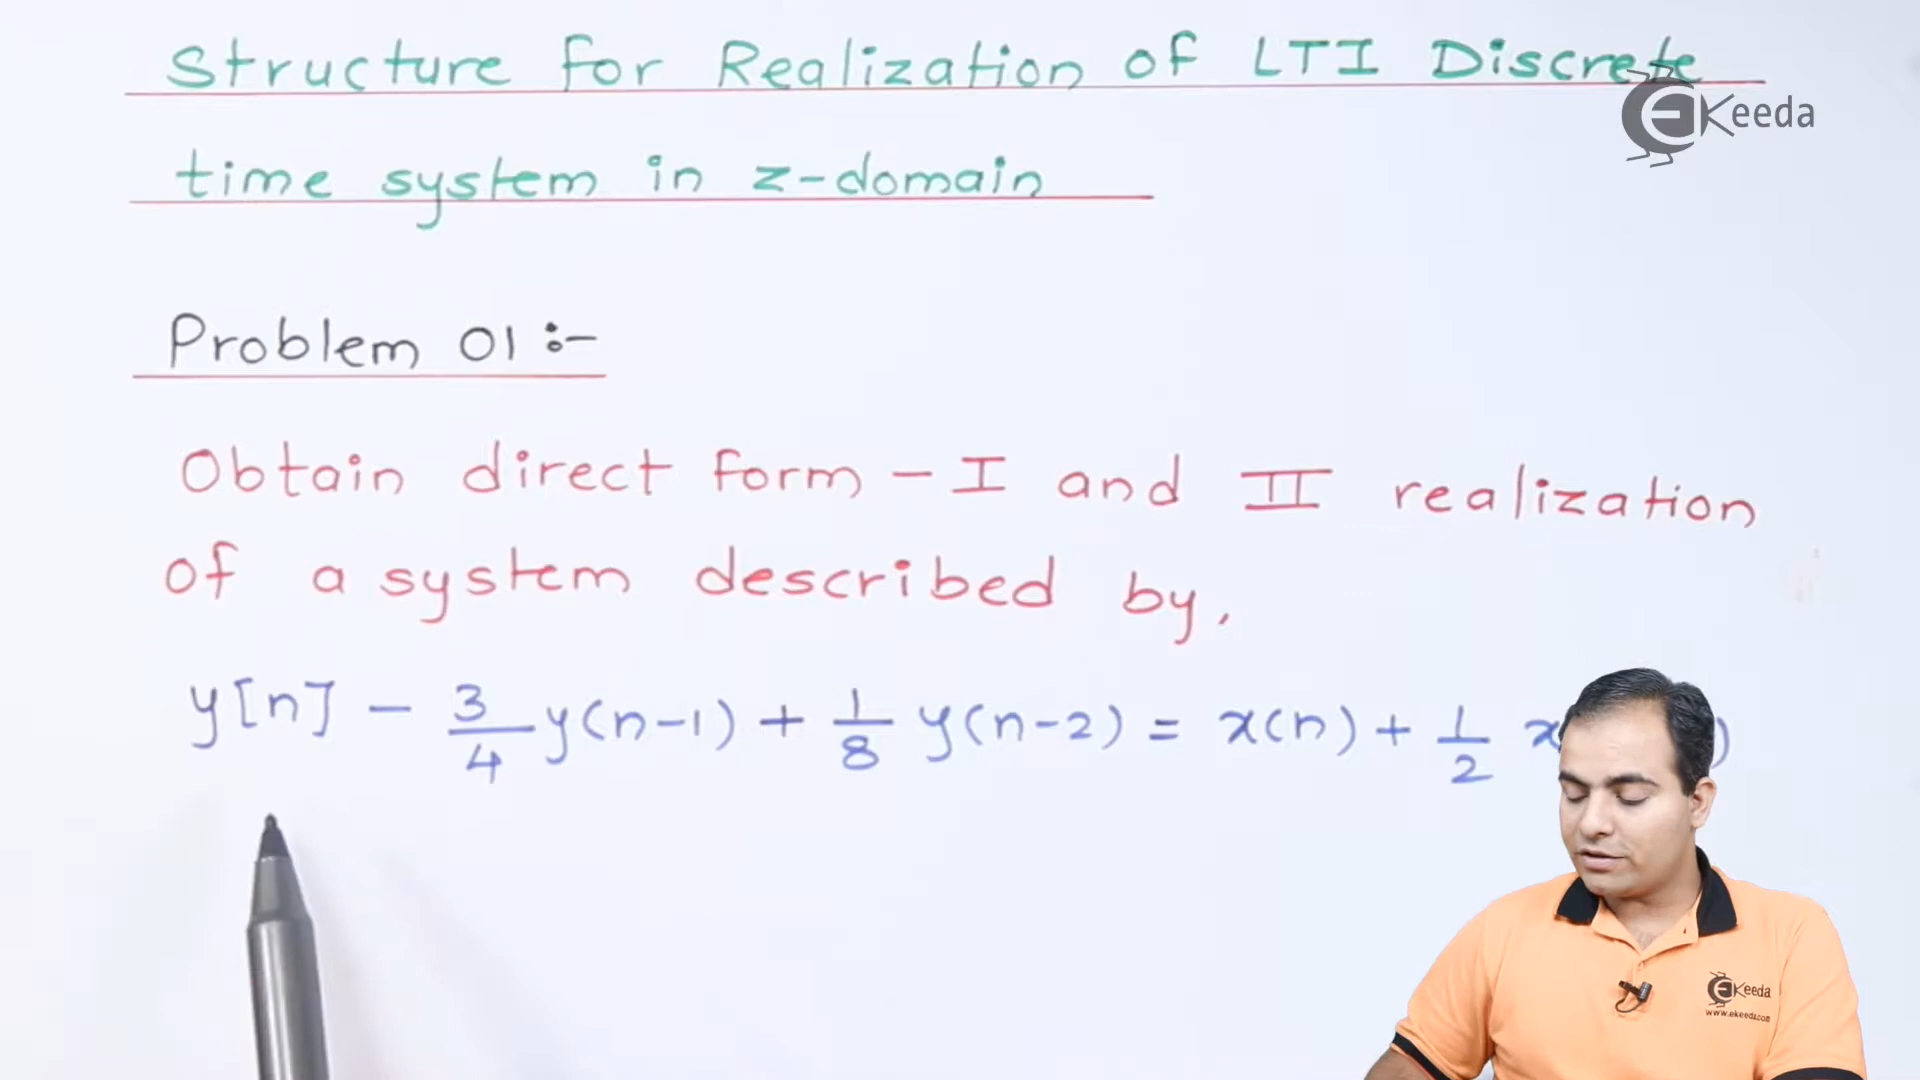 Structure for Realization of LTI Discrete
time system in z-domain
EKeeda
Problem 01 :-
Obtain direct form - I and II realization
of a system described by,
y[n] - 3/4 y(n-1) + 1/8 y(n-2) = x(n) + 1/2 x )
EKeeda
www.ekeeda.com